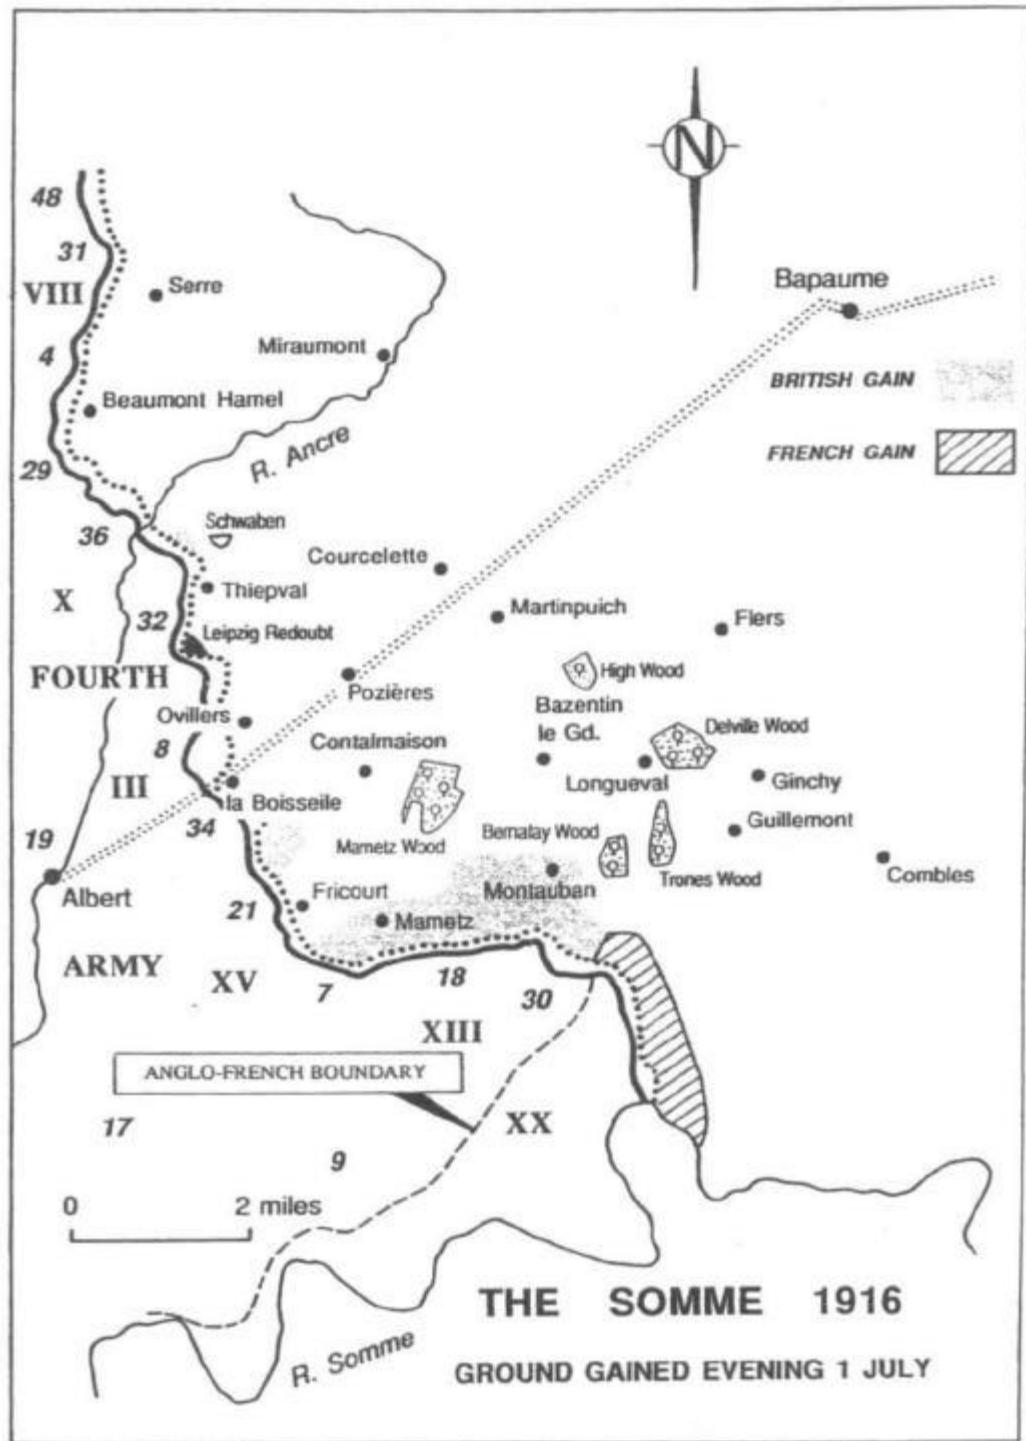 N
48
31
VIII
Serre
Bapaume
Miraumont
4
BRITISH GAIN
Beaumont Hamel
R. Ancre
FRENCH GAIN
29
36
Schwaben
Courcelette
X
Thiepval
Martinpuich
Flers
32
Leipzig Redoubt
FOURTH
High Wood
Pozières
Ovillers
Bazentin
le Gd.
Delville Wood
8
Contalmaison
III
la Boisseile
Longueval
Ginchy
34
Guillemont
19
Mametz Wood
Bernafay Wood
Trones Wood
Combles
Albert
Fricourt
Montauban
21
Mametz
ARMY
XV
7
18
30
XIII
ANGLO-FRENCH BOUNDARY
XX
17
9
0 2 miles
THE SOMME 1916
R. Somme
GROUND GAINED EVENING 1 JULY